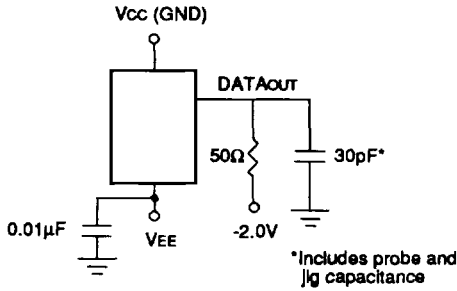 Vcc (GND)
DATAOUT
50Ω
30pF*
0.01µF
VEE
-2.0V
*Includes probe and
jig capacitance